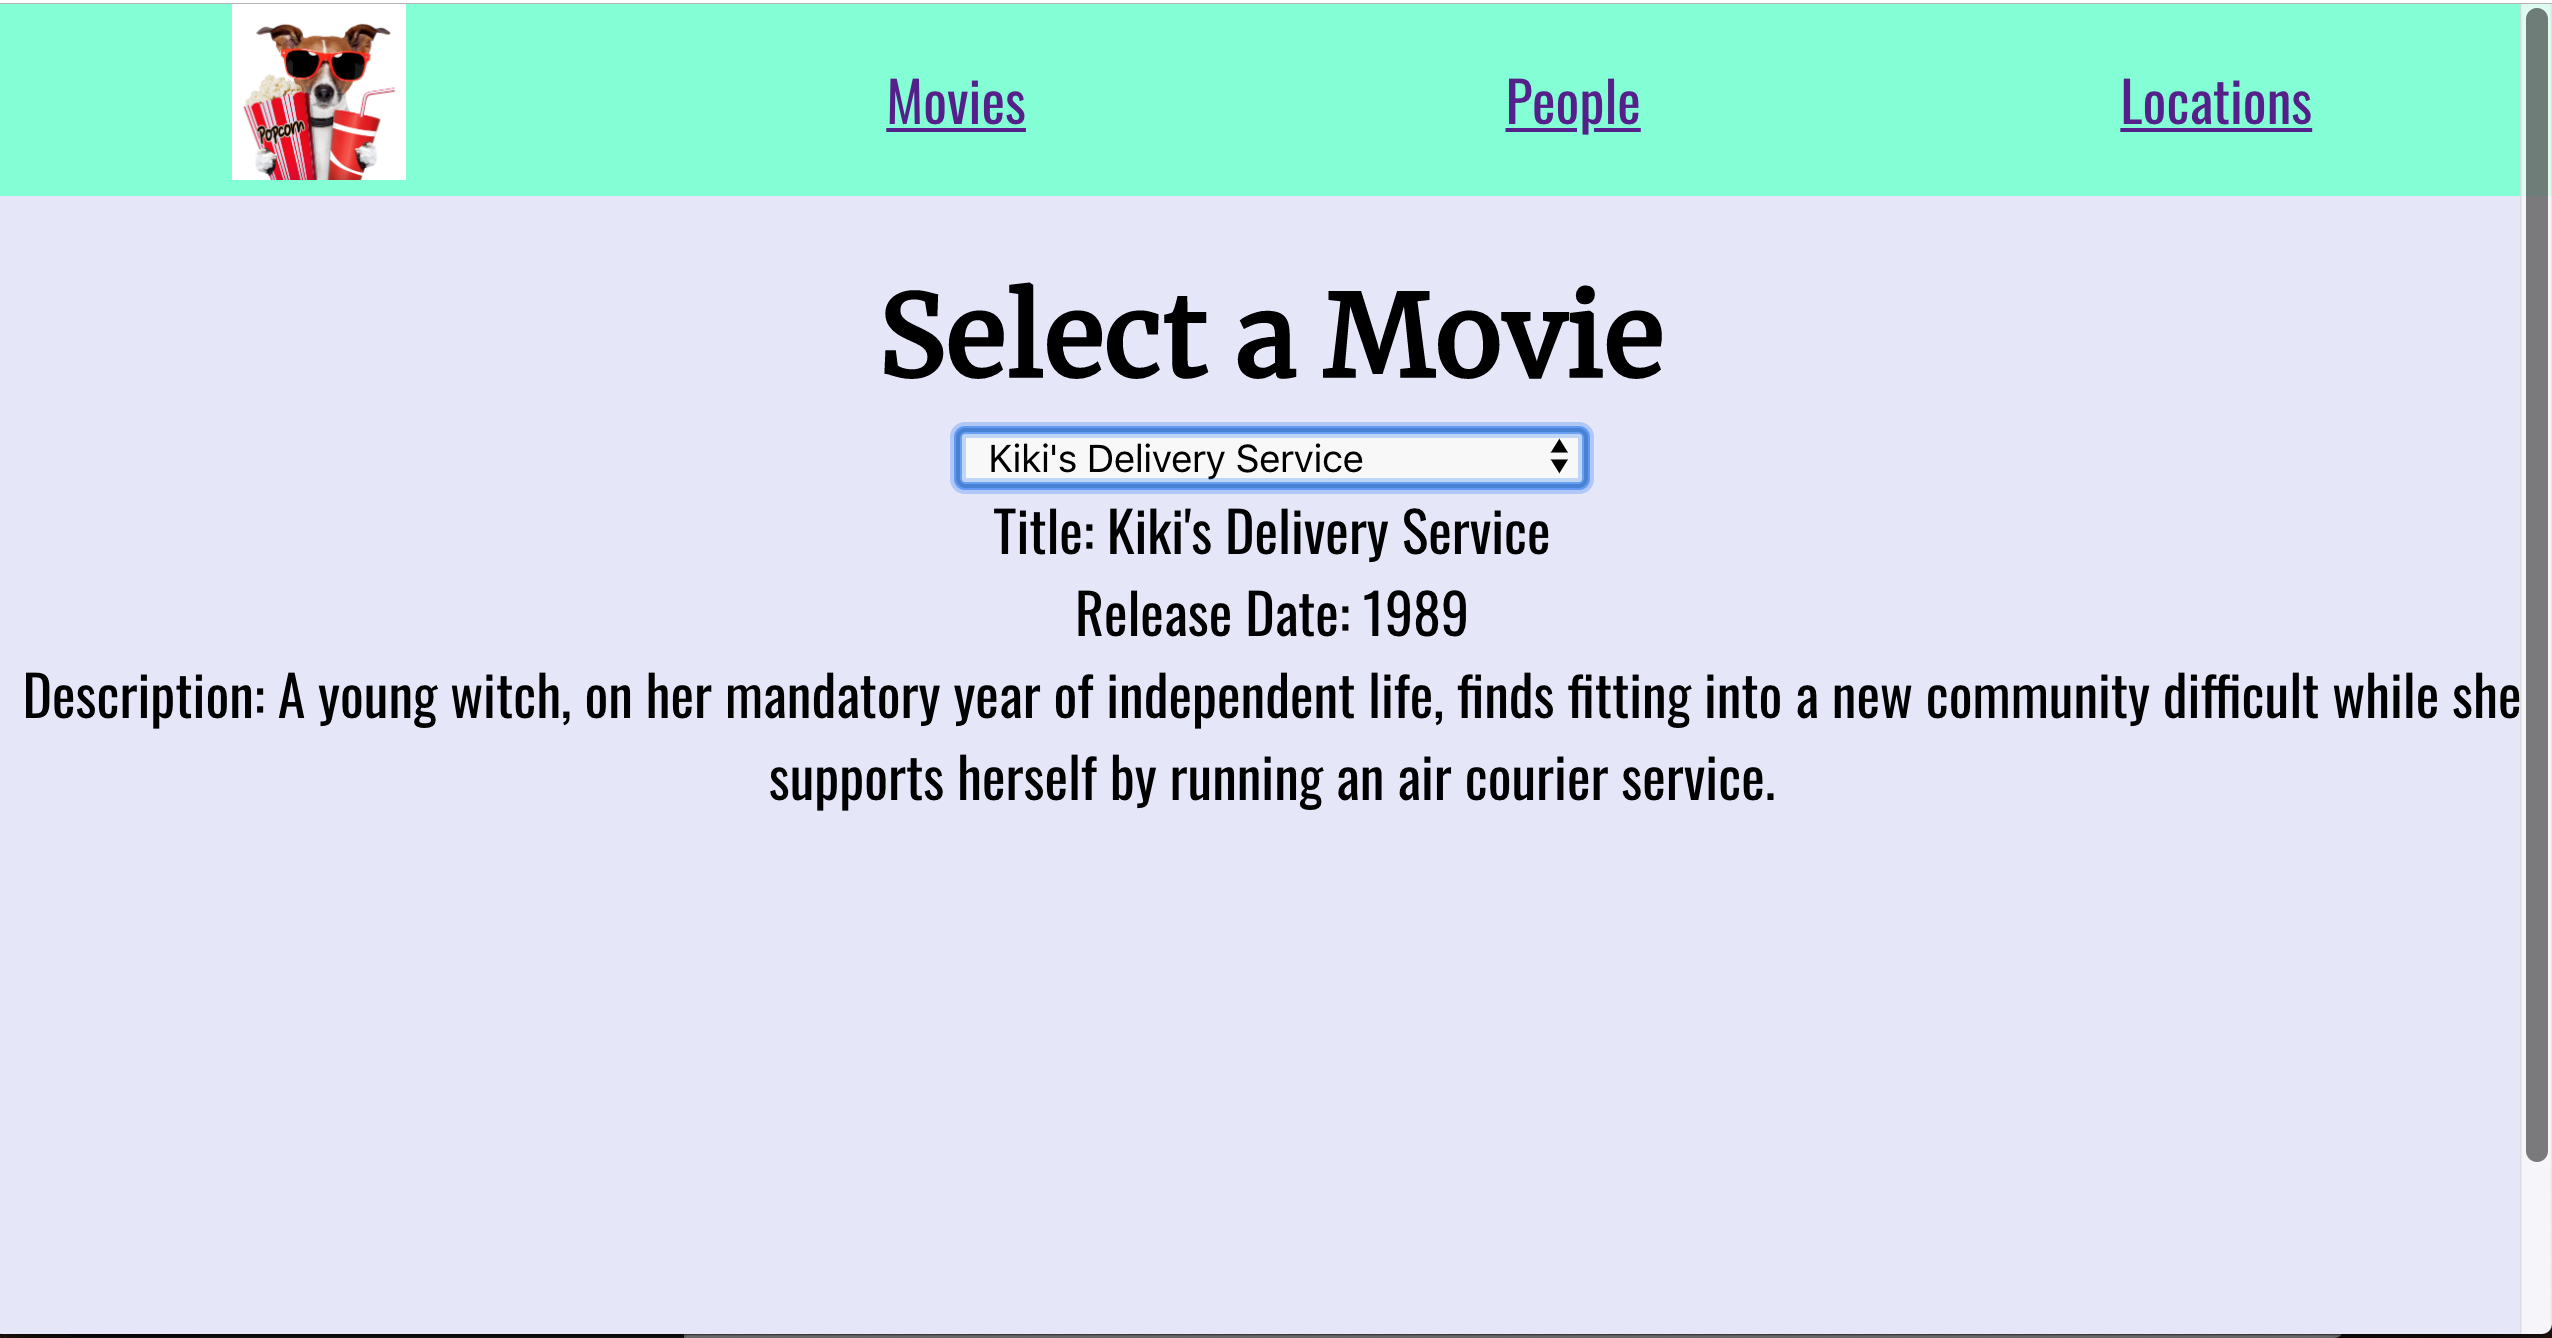 Popcorn
Movies
People
Locations
Select a Movie
Kiki's Delivery Service
Title: Kiki's Delivery Service
Release Date: 1989
Description: A young witch, on her mandatory year of independent life, finds fitting into a new community difficult while she
supports herself by running an air courier service.